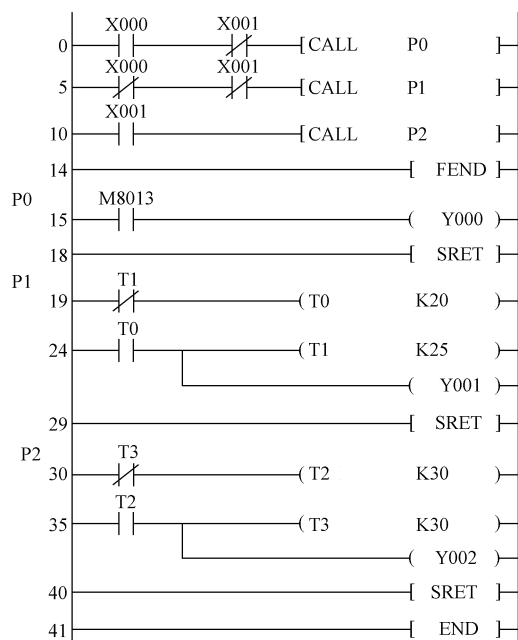 X000 X001
0 [ CALL P0 ]
X000 X001
5 [ CALL P1 ]
X001
10 [ CALL P2 ]
14 [ FEND ]
P0 M8013
15 ( Y000 )
18 [ SRET ]
P1 T1
19 ( T0 K20 )
T0
24 ( T1 K25 )
( Y001 )
29 [ SRET ]
P2 T3
30 ( T2 K30 )
T2
35 ( T3 K30 )
( Y002 )
40 [ SRET ]
41 [ END ]